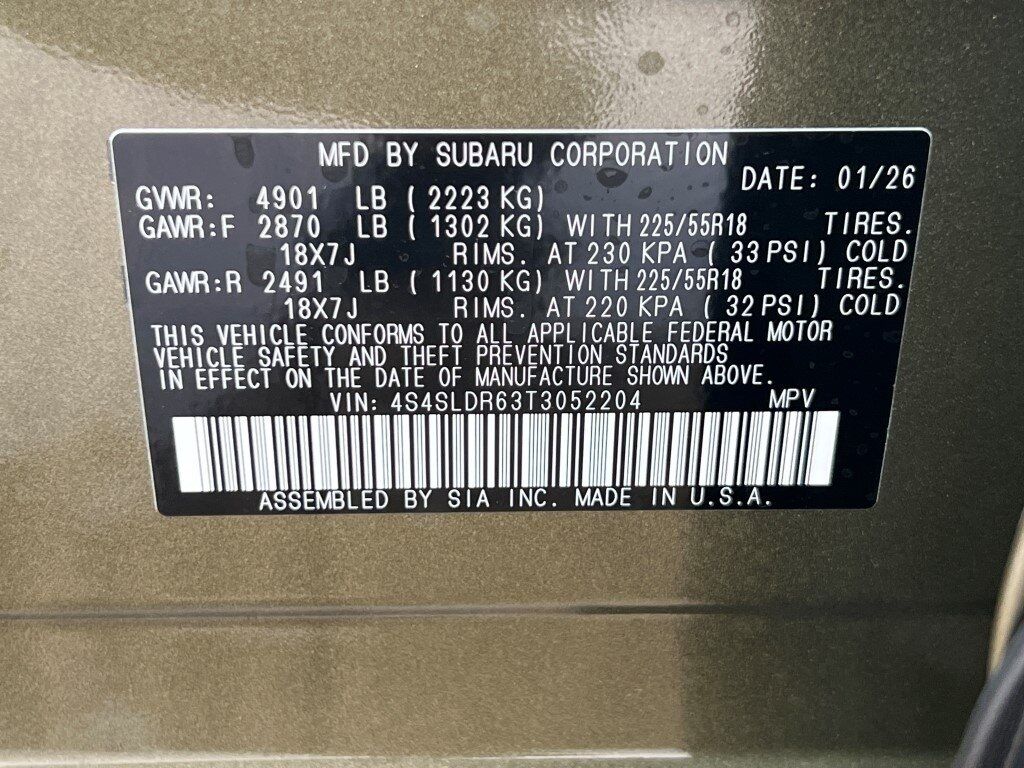 MFD BY SUBARU CORPORATION
DATE: 01/26
GVWR: 4901 LB ( 2223 KG)
GAWR:F 2870 LB ( 1302 KG) WITH 225/55R18 TIRES.
18X7J RIMS. AT 230 KPA ( 33 PSI) COLD
GAWR:R 2491 LB ( 1130 KG) WITH 225/55R18 TIRES.
18X7J RIMS. AT 220 KPA ( 32 PSI) COLD
THIS VEHICLE CONFORMS TO ALL APPLICABLE FEDERAL MOTOR
VEHICLE SAFETY AND THEFT PREVENTION STANDARDS
IN EFFECT ON THE DATE OF MANUFACTURE SHOWN ABOVE.
VIN: 4S4SLDR63T3052204 MPV
ASSEMBLED BY SIA INC. MADE IN U.S.A.